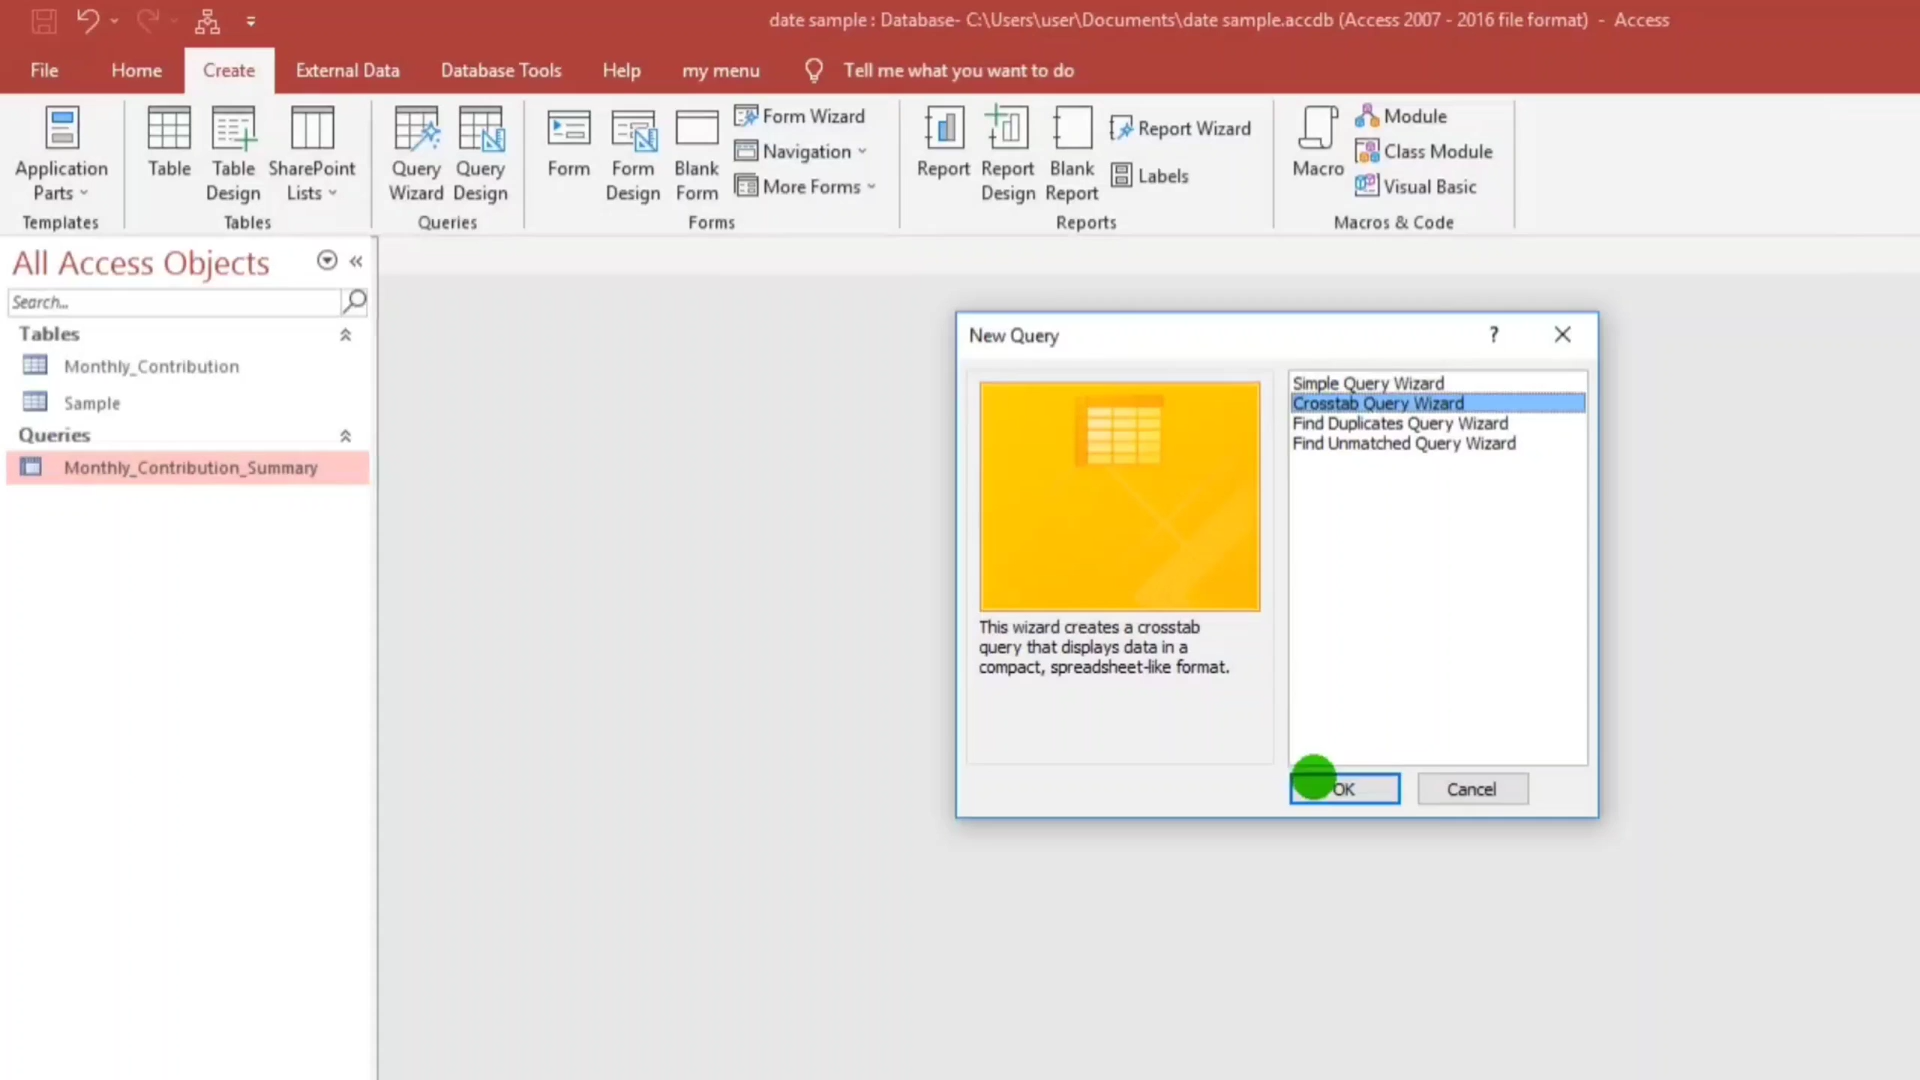 date sample : Database- C:\Users\user\Documents\date sample.accdb (Access 2007 - 2016 file format) - Access
File Home Create External Data Database Tools Help my menu Tell me what you want to do
Application Parts
Templates
Table
Table Design
SharePoint Lists
Tables
Query Wizard
Query Design
Queries
Form
Form Design
Blank Form
Form Wizard
Navigation
More Forms
Forms
Report
Report Design
Blank Report
Report Wizard
Labels
Reports
Macro
Module
Class Module
Visual Basic
Macros & Code
All Access Objects
Search...
Tables
Monthly_Contribution
Sample
Queries
Monthly_Contribution_Summary
New Query
?
Simple Query Wizard
Crosstab Query Wizard
Find Duplicates Query Wizard
Find Unmatched Query Wizard
This wizard creates a crosstab
query that displays data in a
compact, spreadsheet-like format.
OK
Cancel